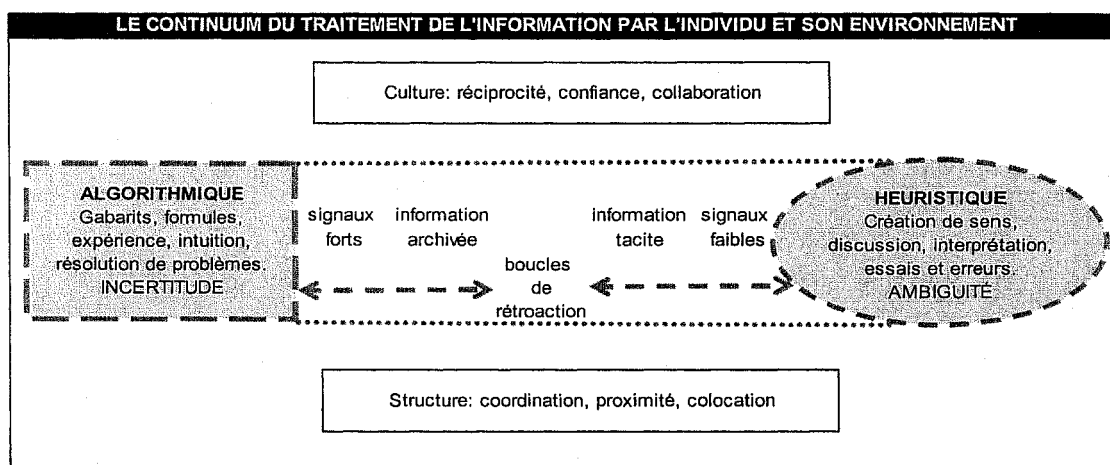 LE CONTINUUM DU TRAITEMENT DE L'INFORMATION PAR L'INDIVIDU ET SON ENVIRONNEMENT
Culture: réciprocité, confiance, collaboration
ALGORITHMIQUE
Gabarits, formules,
expérience, intuition,
résolution de problèmes.
INCERTITUDE
signaux
forts
information
archivée
boucles
de
rétroaction
information
tacite
signaux
faibles
HEURISTIQUE
Création de sens,
discussion, interprétation,
essais et erreurs.
AMBIGUITÉ
Structure: coordination, proximité, colocation